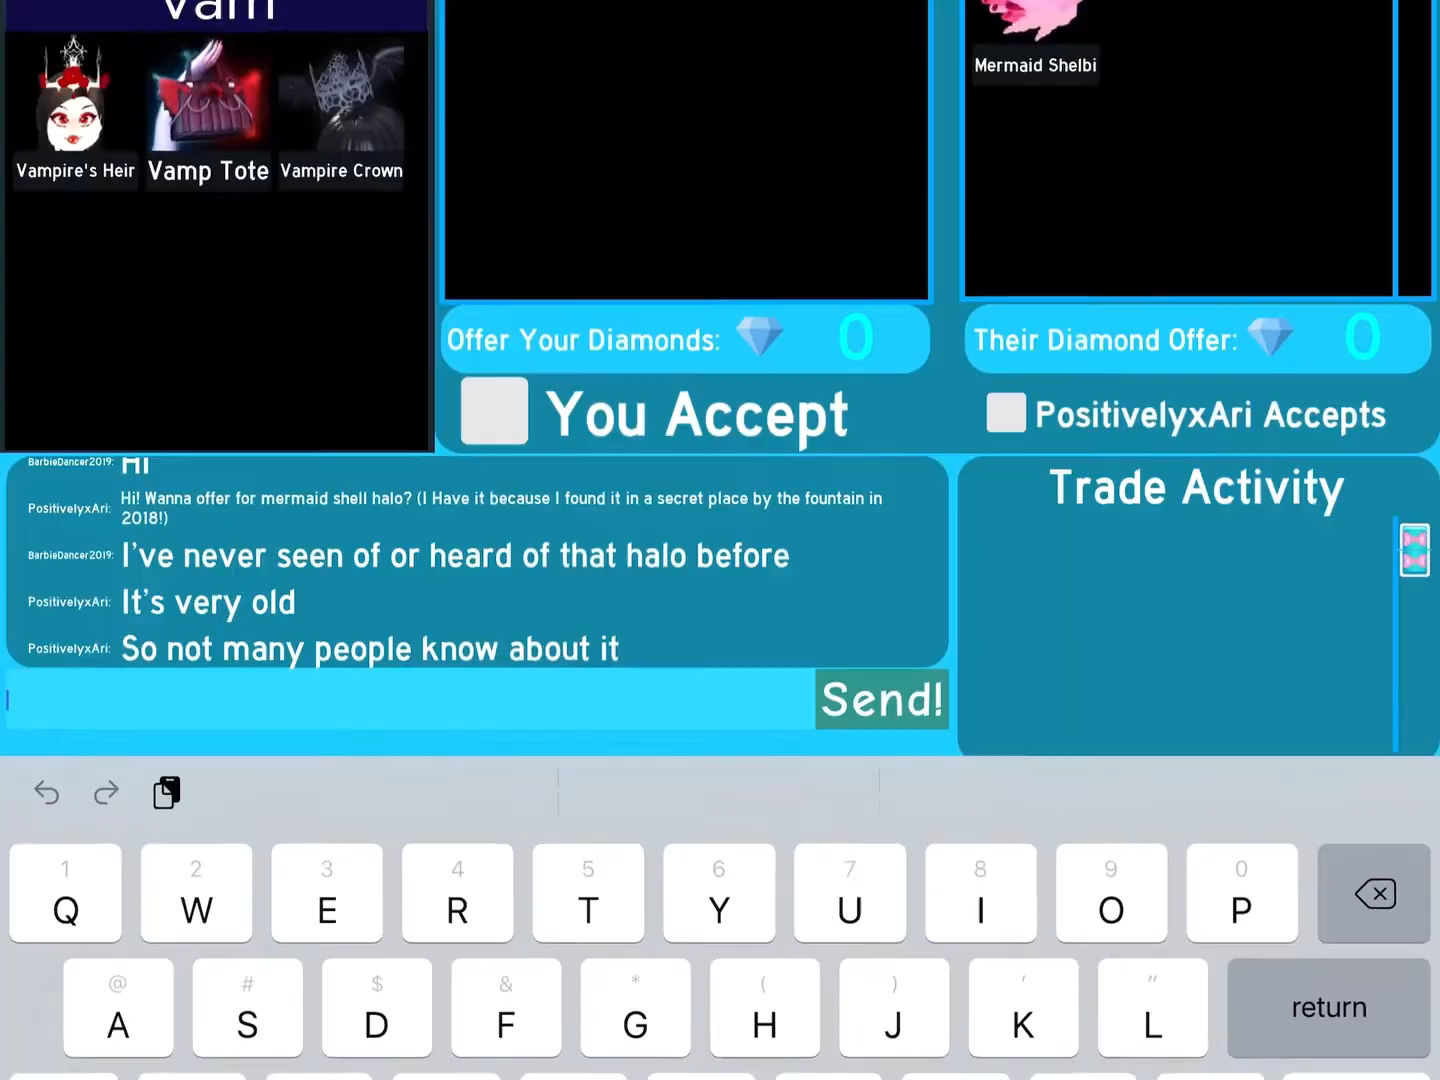 Vam
Vampire's Heir
Vamp Tote
Vampire Crown
Mermaid Shelbi
Offer Your Diamonds: 0
Their Diamond Offer: 0
You Accept
PositivelyxAri Accepts
BarbieDancer2019: Hi
PositivelyxAri: Hi! Wanna offer for mermaid shell halo? (I Have it because I found it in a secret place by the fountain in
2018!)
BarbieDancer2019: I've never seen of or heard of that halo before
PositivelyxAri: It's very old
PositivelyxAri: So not many people know about it
Send!
Trade Activity
1 2 3 4 5 6 7 8 9 0
Q W E R T Y U I O P
@ # $ & * ( ) ' "
A S D F G H J K L return